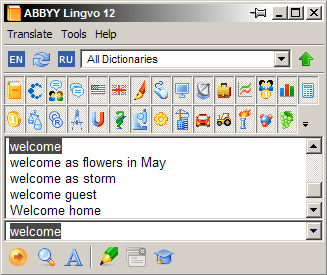 ABBYY Lingvo 12
Translate Tools Help
EN RU All Dictionaries
welcome
welcome as flowers in May
welcome as storm
welcome guest
Welcome home
welcome